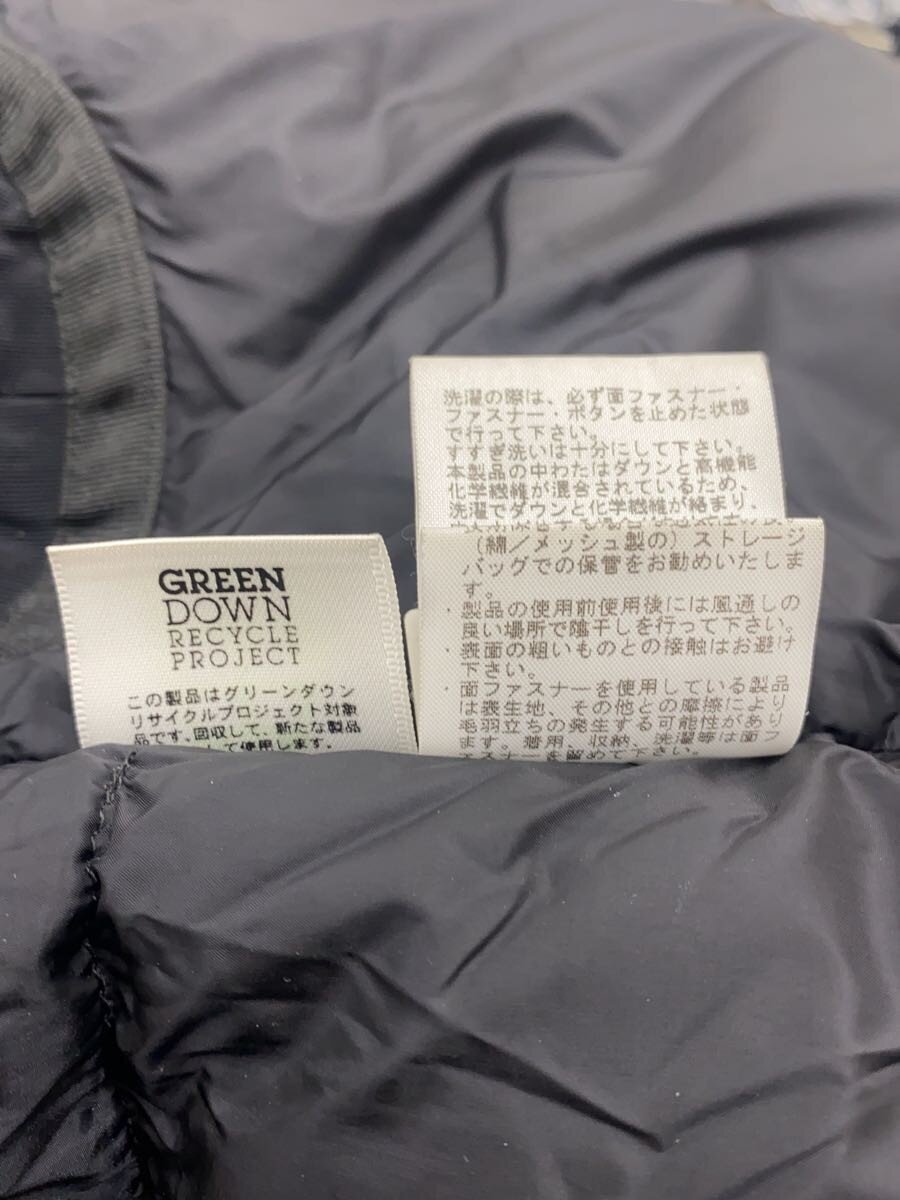 洗濯の際は、必ず面ファスナー・
ファスナー・ボタンを止めた状態
で行って下さい。
すすぎ洗いは十分にして下さい。
本製品の中わたはダウンと高機能
化学繊維が混合されているため、
洗濯でダウンと化学繊維が絡まり、
(綿/メッシュ製の)ストレージ
バッグでの保管をお勧めいたしま
す。
・製品の使用前使用後には風通しの
良い場所で陰干しを行って下さい。
・表面の粗いものとの接触はお避け
下さい。
・面ファスナーを使用している製品
は表生地、その他との摩擦により
毛羽立ちの発生する可能性があり
ます。着用、収納、洗濯等は面フ
ァスナーを留めて下さい。
GREEN
DOWN
RECYCLE
PROJECT
この製品はグリーンダウン
リサイクルプロジェクト対象
品です。回収して、新たな製品
して使用します。